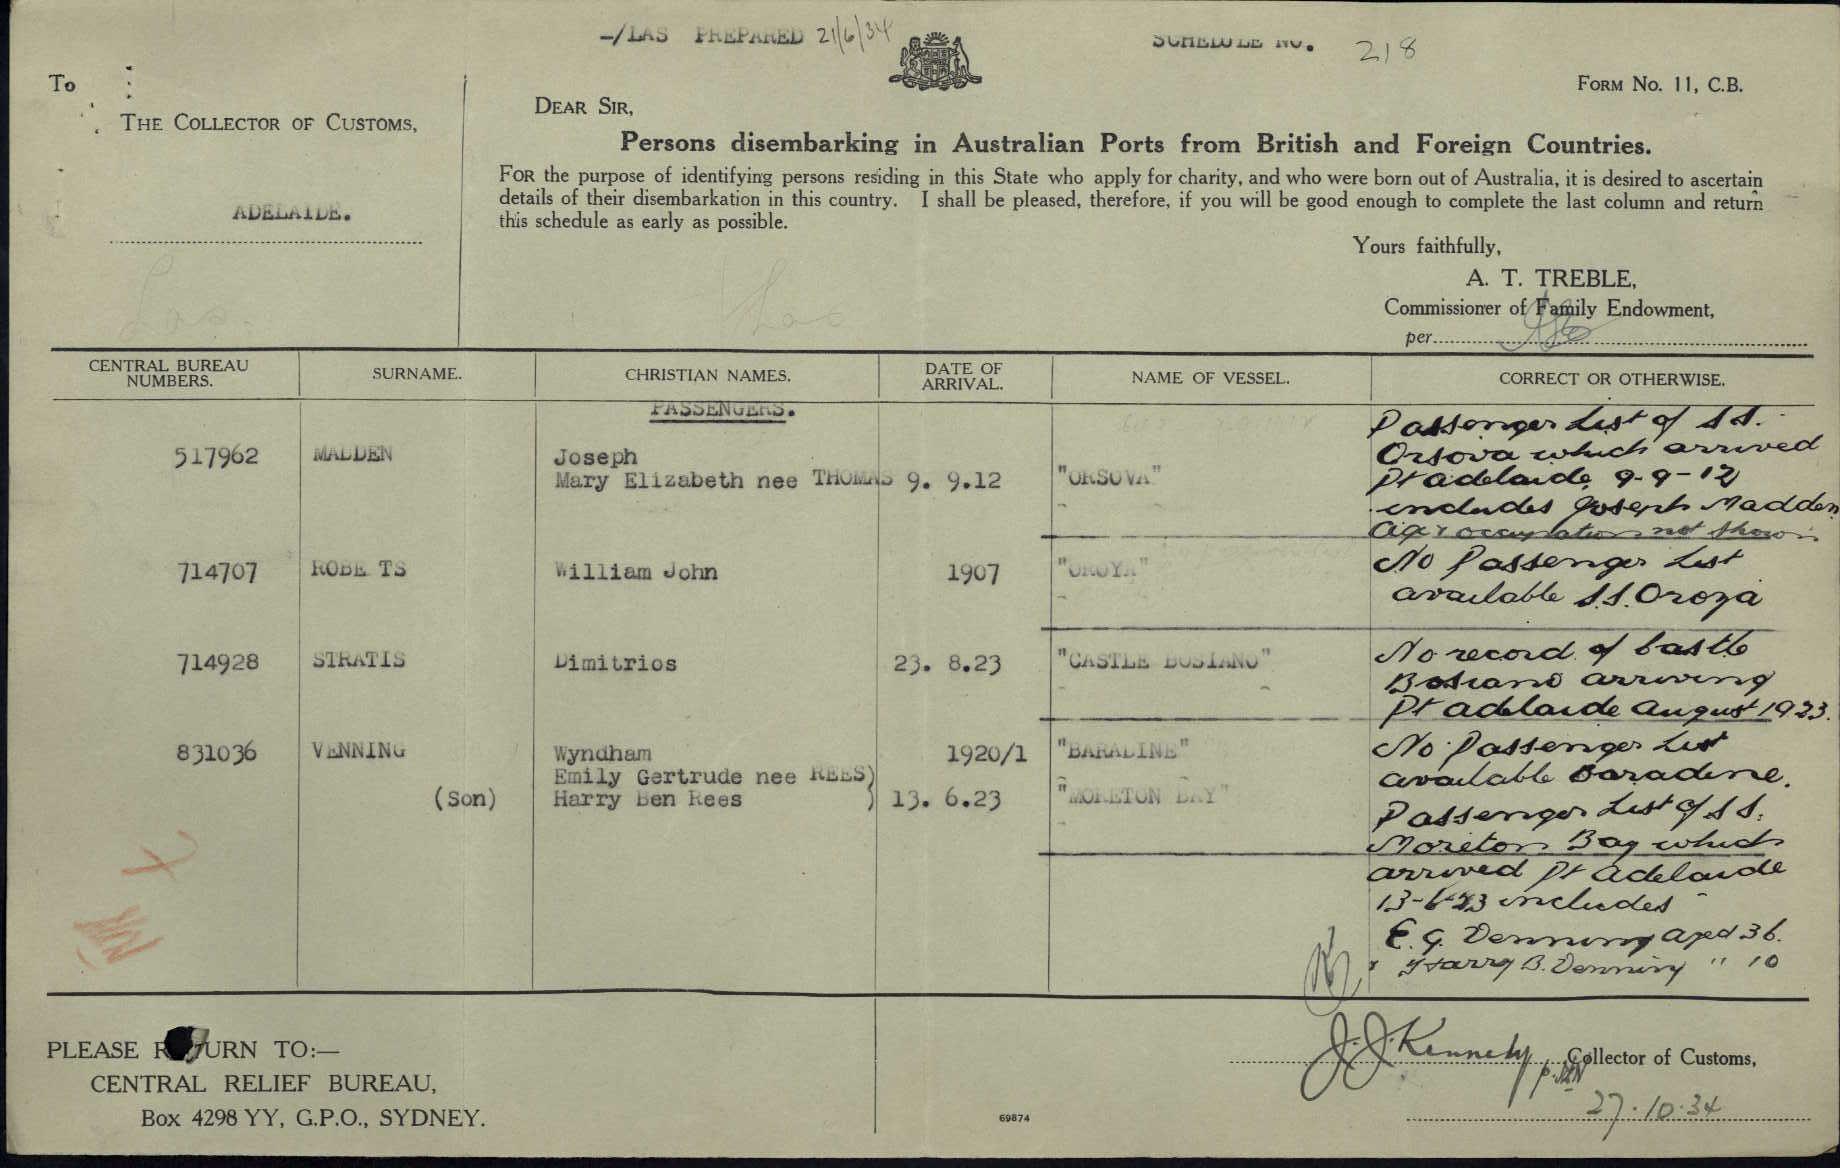 -/LAS PREPARED 21/6/34
SCHEDULE NO. 218
To
THE COLLECTOR OF CUSTOMS,
ADELAIDE.
FORM No. 11, C.B.
DEAR SIR,
Persons disembarking in Australian Ports from British and Foreign Countries.
FOR the purpose of identifying persons residing in this State who apply for charity, and who were born out of Australia, it is desired to ascertain
details of their disembarkation in this country. I shall be pleased, therefore, if you will be good enough to complete the last column and return
this schedule as early as possible.
Yours faithfully,
A. T. TREBLE,
Commissioner of Family Endowment,
per
CENTRAL BUREAU NUMBERS. SURNAME. CHRISTIAN NAMES. DATE OF ARRIVAL. NAME OF VESSEL. CORRECT OR OTHERWISE.
PASSENGERS.
517962 MADDEN Joseph
Mary Elizabeth nee THOMAS 9. 9.12 "ORSOVA"
Passenger List of S S.
Orsova which arrived
Pt Adelaide 9-9-12
includes Joseph Madden
Age & occupation not shown
714707 ROBE TS William John 1907 "OROYA"
No Passenger List
available S.S. Oroya
714928 STRATIS Dimitrios 23. 8.23 "CASTLE BOSIANO"
No record of Castle
Bosiano arriving
Pt Adelaide August 1923.
831036 VENNING Wyndham 1920/1 "BARADINE"
Emily Gertrude nee REES)
(Son) Harry Ben Rees ) 13. 6.23 "MORETON BAY"
No Passenger List
available Baradine.
Passenger List of S S.
Moreton Bay which
arrived Pt Adelaide
13-6-23 includes
E. G. Denning aged 36.
& Harry B. Denning " 10
PLEASE RETURN TO:—
CENTRAL RELIEF BUREAU,
Box 4298 YY, G.P.O., SYDNEY.
69874
J. J. Kennedy Collector of Customs,
27.10.34